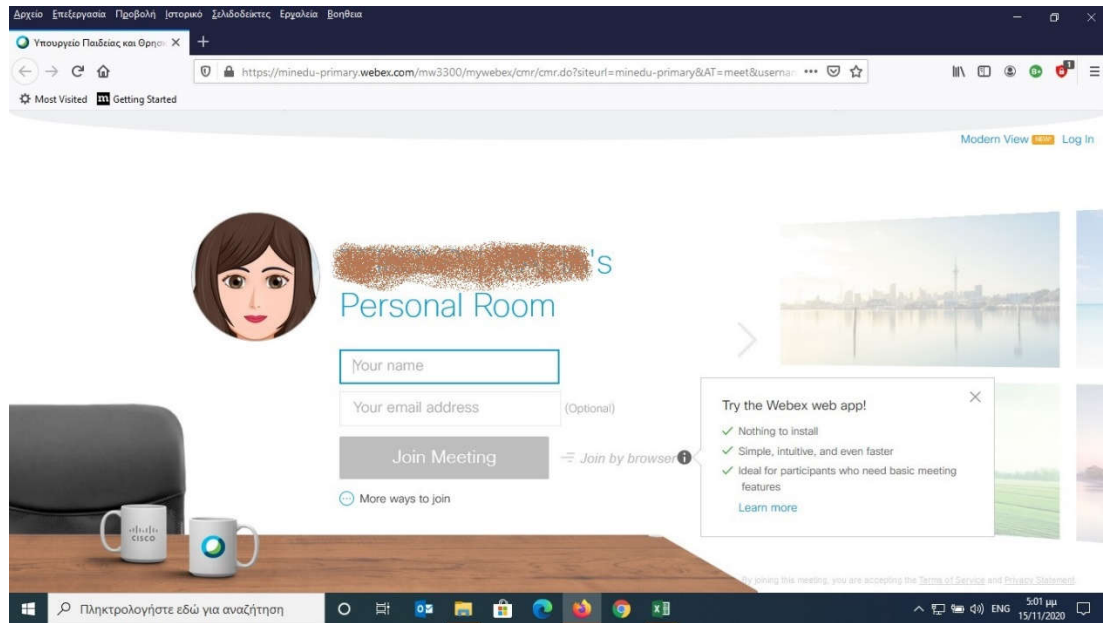 Αρχείο Επεξεργασία Προβολή Ιστορικό Σελιδοδείκτες Εργαλεία Βοήθεια
Υπουργείο Παιδείας και Θρησ
https://minedu-primary.webex.com/mw3300/mywebex/cmr/cmr.do?siteurl=minedu-primary&AT=meet&usernar
Most Visited m Getting Started
1
Modern View NEW Log In
's
Personal Room
Your name
Your email address (Optional)
Join Meeting Join by browser
More ways to join
Try the Webex web app!
Nothing to install
Simple, intuitive, and even faster
Ideal for participants who need basic meeting
features
Learn more
CISCO
By joining this meeting, you are accepting the Terms of Service and Privacy Statement.
Πληκτρολογήστε εδώ για αναζήτηση
ENG
5:01 μμ
15/11/2020